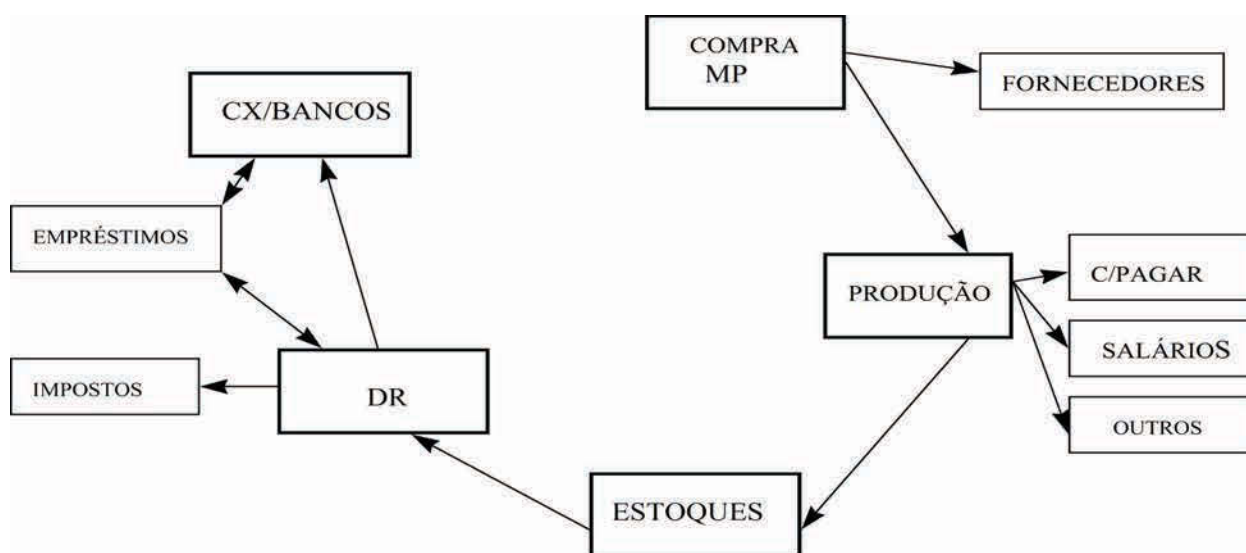 COMPRA
MP
FORNECEDORES
CX/BANCOS
EMPRÉSTIMOS
PRODUÇÃO
C/PAGAR
SALÁRIOS
OUTROS
IMPOSTOS
DR
ESTOQUES